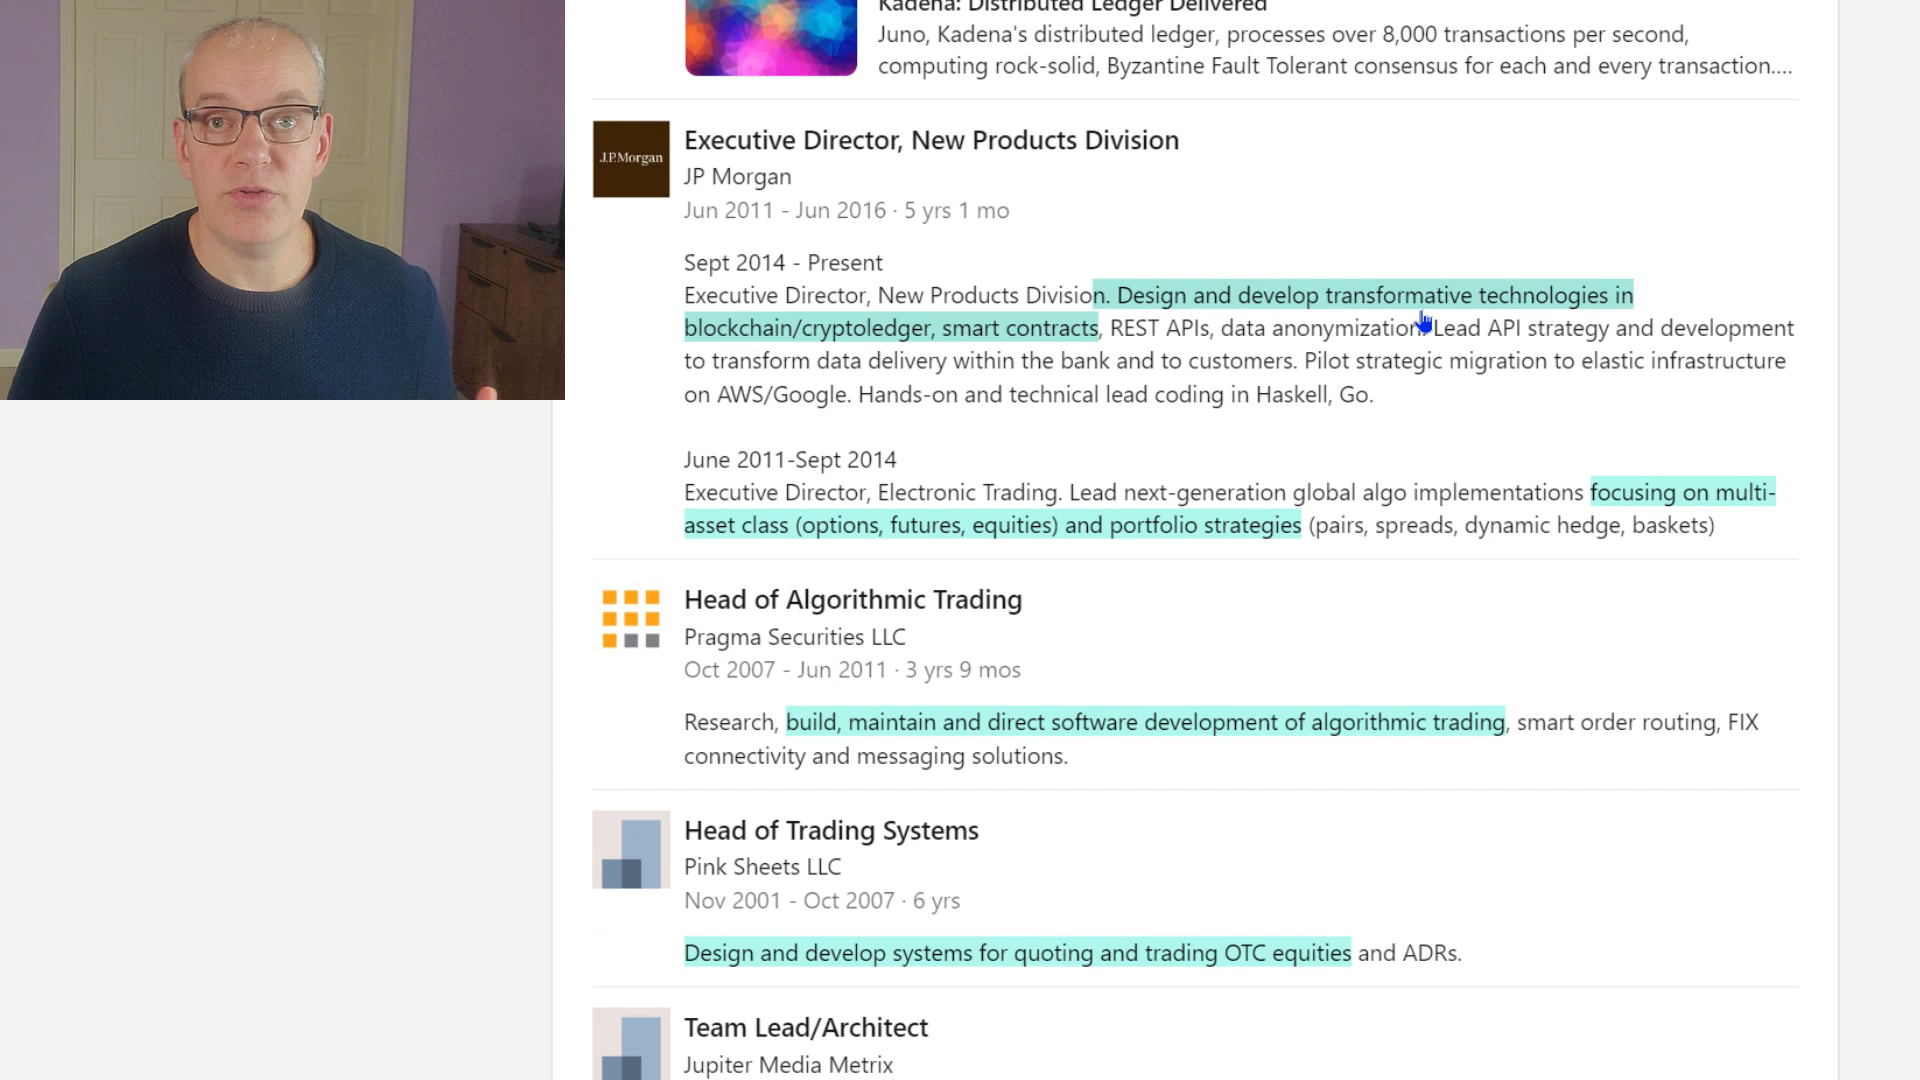 Kadena: Distributed Ledger Delivered
Juno, Kadena's distributed ledger, processes over 8,000 transactions per second,
computing rock-solid, Byzantine Fault Tolerant consensus for each and every transaction....
J.P.Morgan
Executive Director, New Products Division
JP Morgan
Jun 2011 - Jun 2016 · 5 yrs 1 mo
Sept 2014 - Present
Executive Director, New Products Division. Design and develop transformative technologies in
blockchain/cryptoledger, smart contracts, REST APIs, data anonymization. Lead API strategy and development
to transform data delivery within the bank and to customers. Pilot strategic migration to elastic infrastructure
on AWS/Google. Hands-on and technical lead coding in Haskell, Go.
June 2011-Sept 2014
Executive Director, Electronic Trading. Lead next-generation global algo implementations focusing on multi-
asset class (options, futures, equities) and portfolio strategies (pairs, spreads, dynamic hedge, baskets)
Head of Algorithmic Trading
Pragma Securities LLC
Oct 2007 - Jun 2011 · 3 yrs 9 mos
Research, build, maintain and direct software development of algorithmic trading, smart order routing, FIX
connectivity and messaging solutions.
Head of Trading Systems
Pink Sheets LLC
Nov 2001 - Oct 2007 · 6 yrs
Design and develop systems for quoting and trading OTC equities and ADRs.
Team Lead/Architect
Jupiter Media Metrix